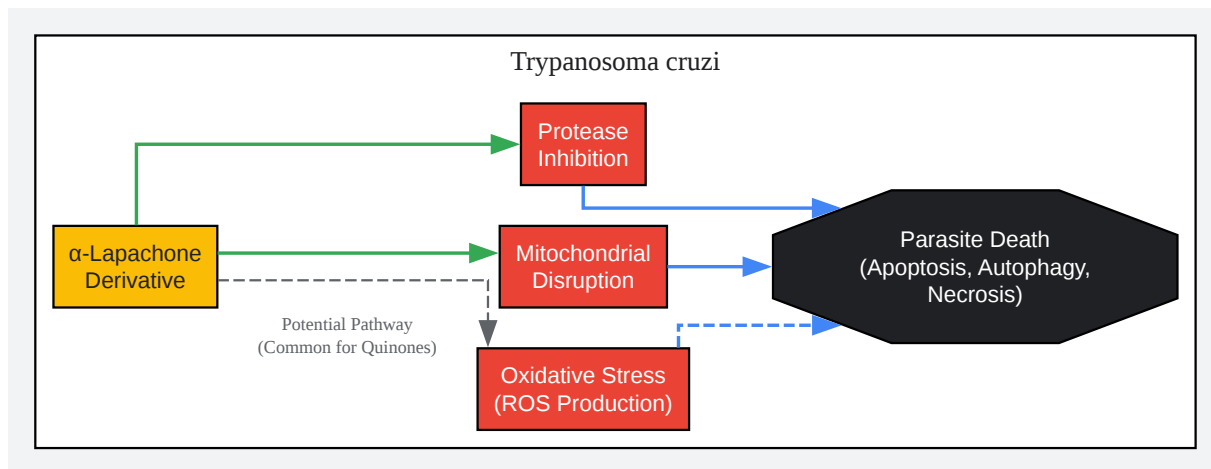 Trypanosoma cruzi
Protease
Inhibition
α-Lapachone
Derivative
Mitochondrial
Disruption
Parasite Death
(Apoptosis, Autophagy,
Necrosis)
Potential Pathway
(Common for Quinones)
Oxidative Stress
(ROS Production)